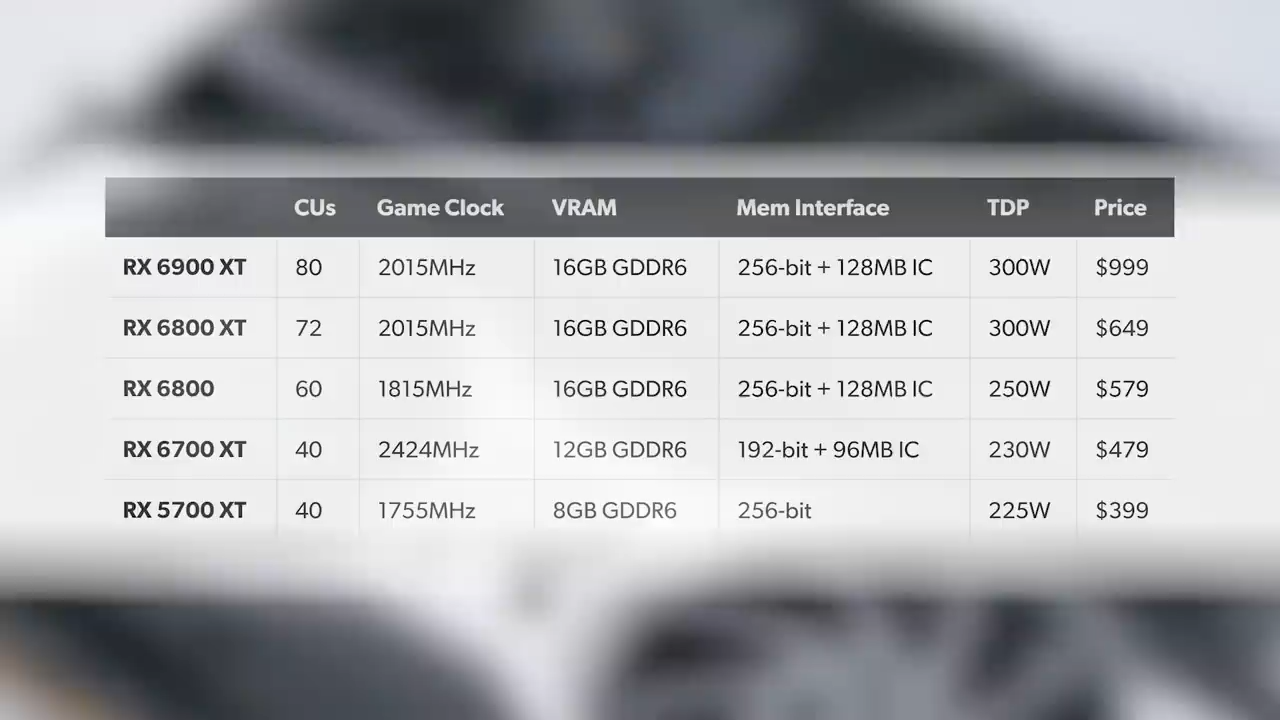 CUs Game Clock VRAM Mem Interface TDP Price
RX 6900 XT 80 2015MHz 16GB GDDR6 256-bit + 128MB IC 300W $999
RX 6800 XT 72 2015MHz 16GB GDDR6 256-bit + 128MB IC 300W $649
RX 6800 60 1815MHz 16GB GDDR6 256-bit + 128MB IC 250W $579
RX 6700 XT 40 2424MHz 12GB GDDR6 192-bit + 96MB IC 230W $479
RX 5700 XT 40 1755MHz 8GB GDDR6 256-bit 225W $399